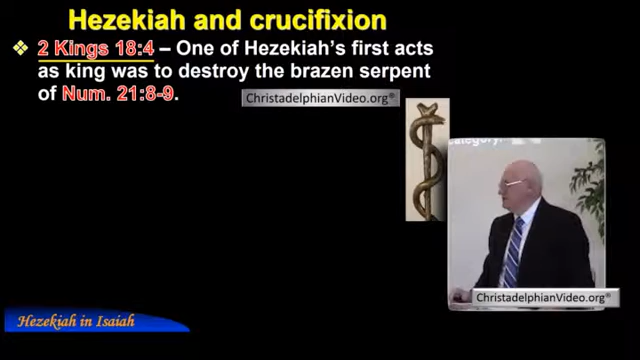 Hezekiah and crucifixion
❖ 2 Kings 18:4 – One of Hezekiah's first acts
as king was to destroy the brazen serpent
of Num. 21:8-9.
ChristadelphianVideo.org®
category.
ChristadelphianVideo.org®
Hezekiah in Isaiah